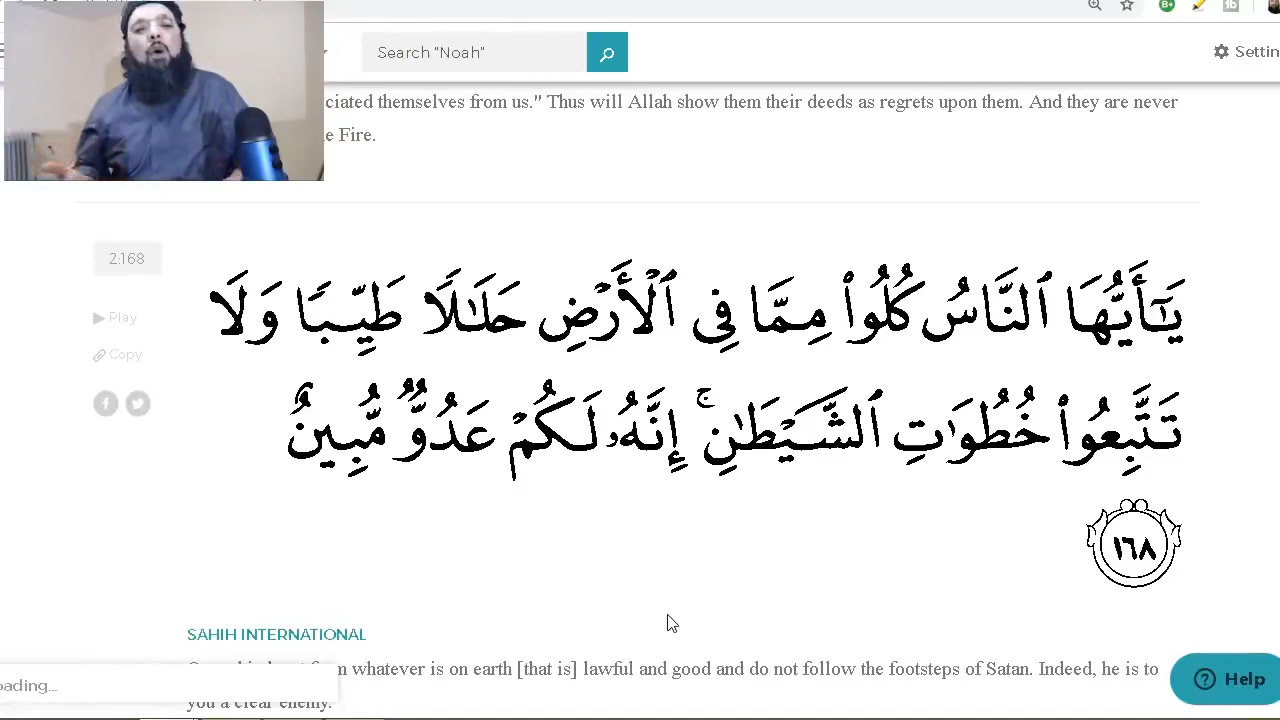 Search "Noah"
Settin
ciated themselves from us." Thus will Allah show them their deeds as regrets upon them. And they are never
e Fire.
2:168
يَـٰٓأَيُّهَا ٱلنَّاسُ كُلُوا۟ مِمَّا فِى ٱلْأَرْضِ حَلَـٰلًا طَيِّبًا وَلَا
Play
Copy
تَتَّبِعُوا۟ خُطُوَٰتِ ٱلشَّيْطَـٰنِ ۚ إِنَّهُۥ لَكُمْ عَدُوٌّ مُّبِينٌ
١٦٨
SAHIH INTERNATIONAL
whatever is on earth [that is] lawful and good and do not follow the footsteps of Satan. Indeed, he is to
you a clear enemy.
oading...
Help